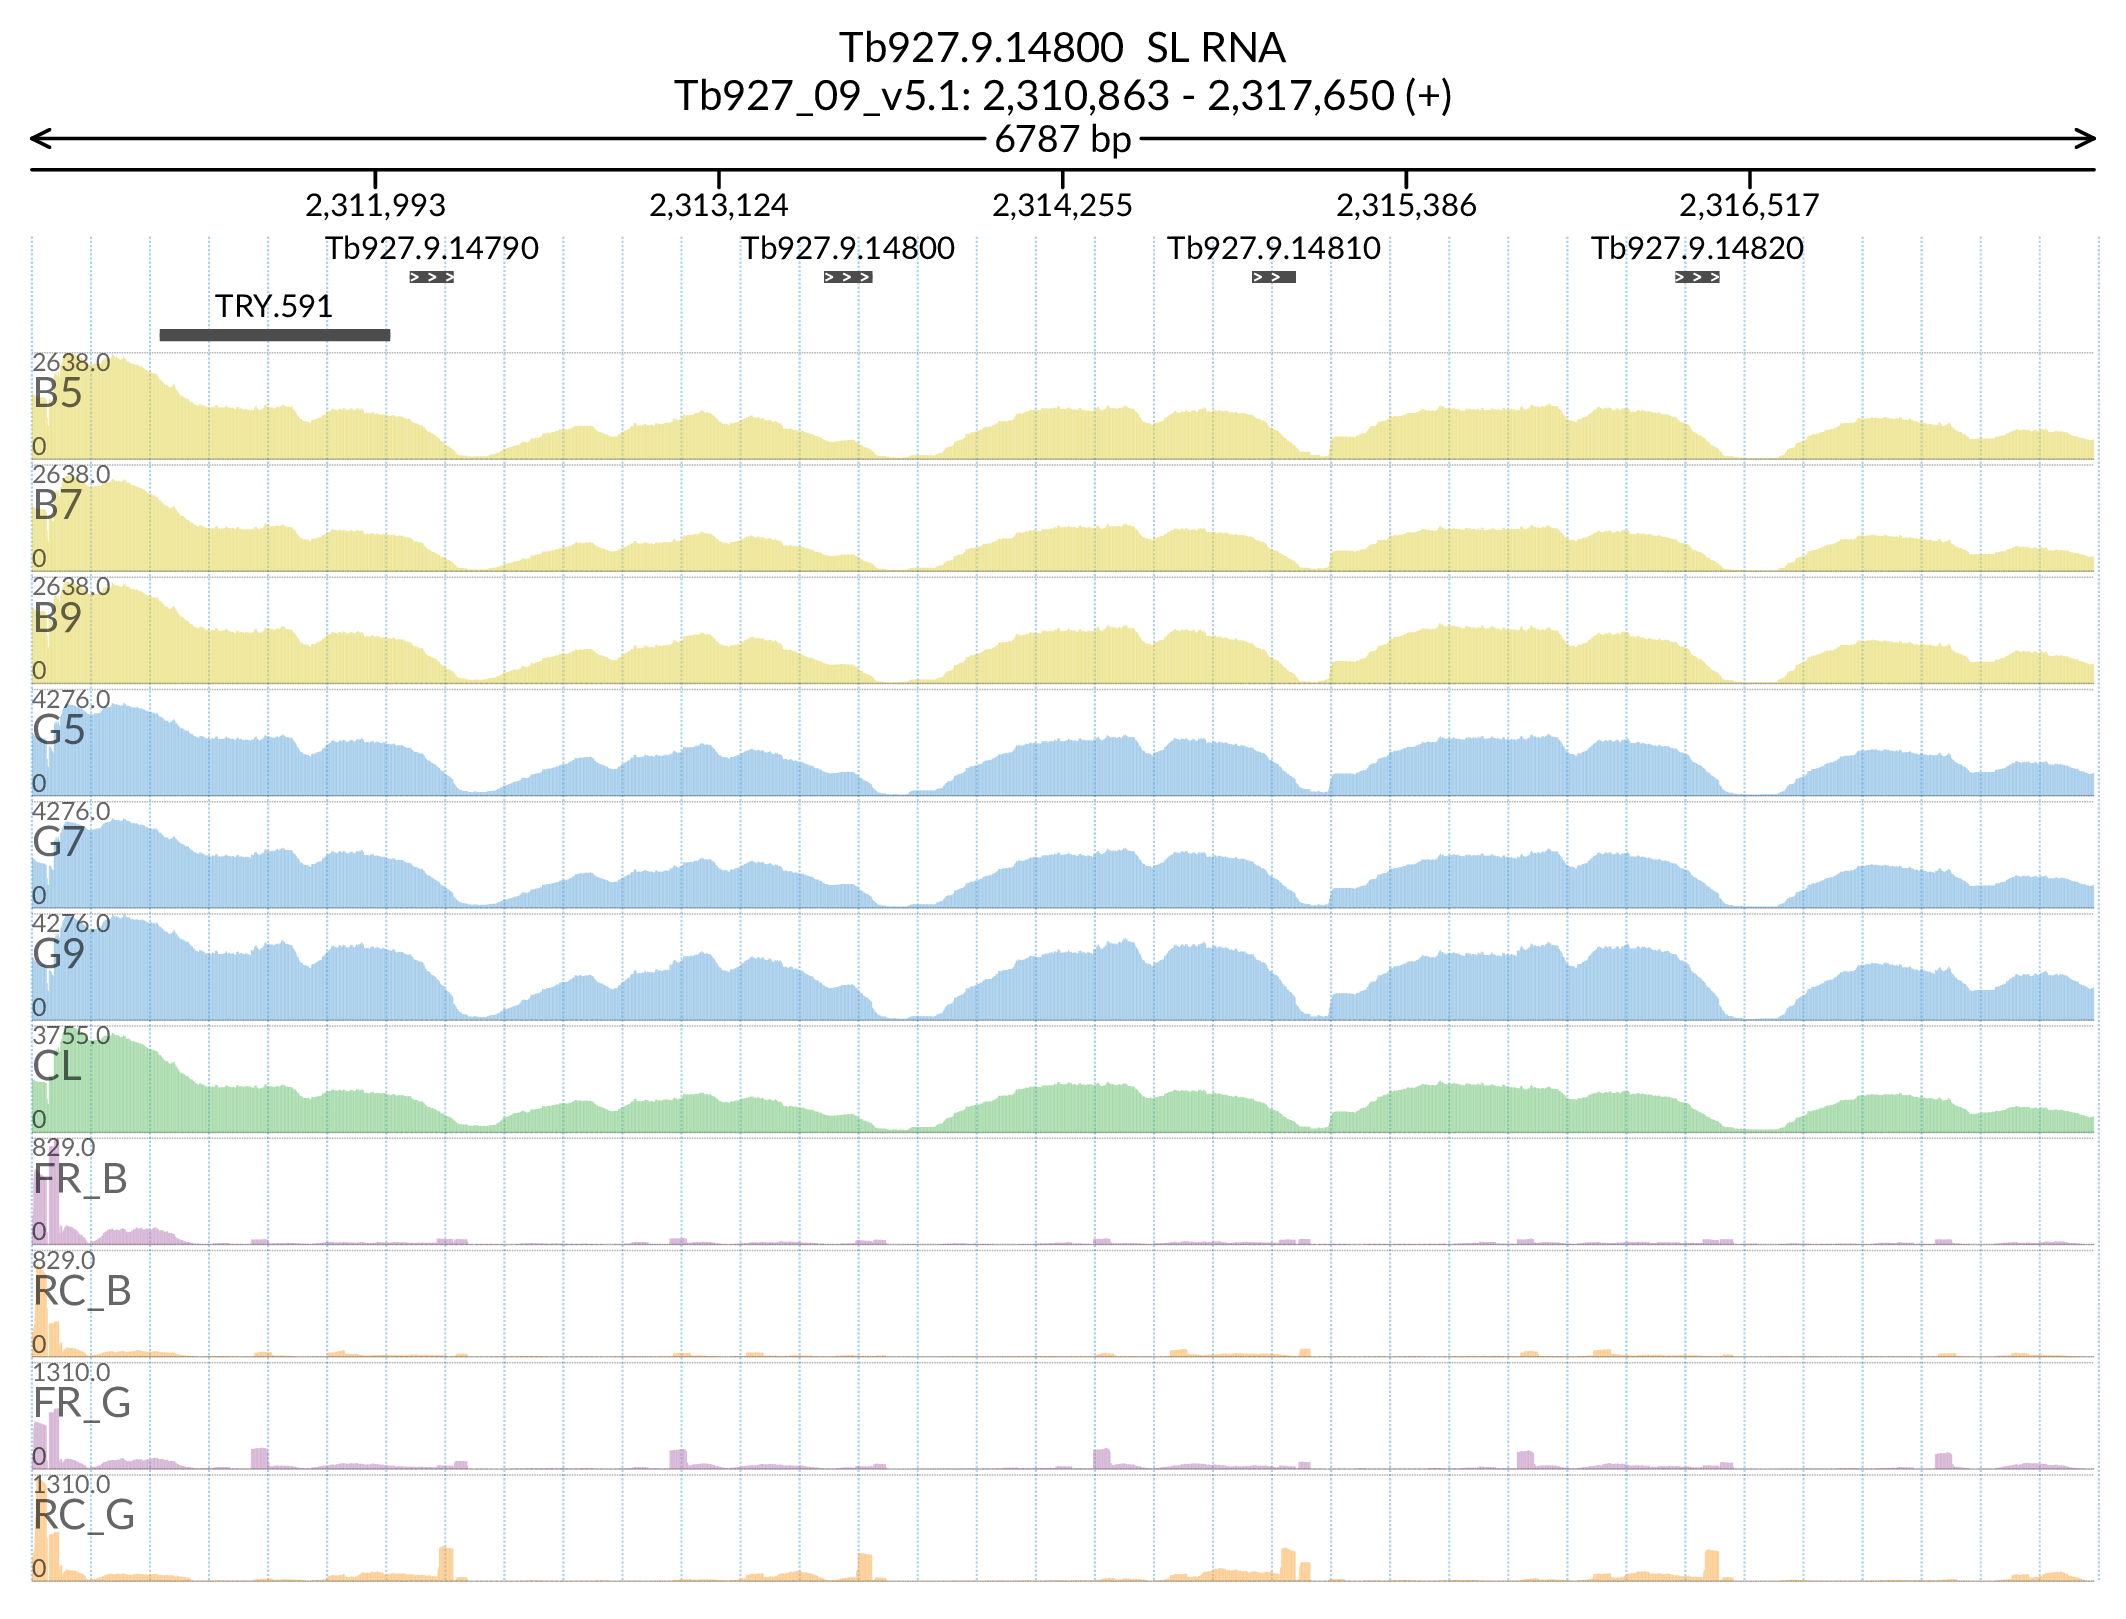 Tb927.9.14800  SL RNA
Tb927_09_v5.1: 2,310,863 - 2,317,650 (+)
6787 bp
2,311,993 2,313,124 2,314,255 2,315,386 2,316,517
Tb927.9.14790 Tb927.9.14800 Tb927.9.14810 Tb927.9.14820
TRY.591
2638.0
B5
0
2638.0
B7
0
2638.0
B9
0
4276.0
G5
0
4276.0
G7
0
4276.0
G9
0
3755.0
CL
0
829.0
FR_B
0
829.0
RC_B
0
1310.0
FR_G
0
1310.0
RC_G
0